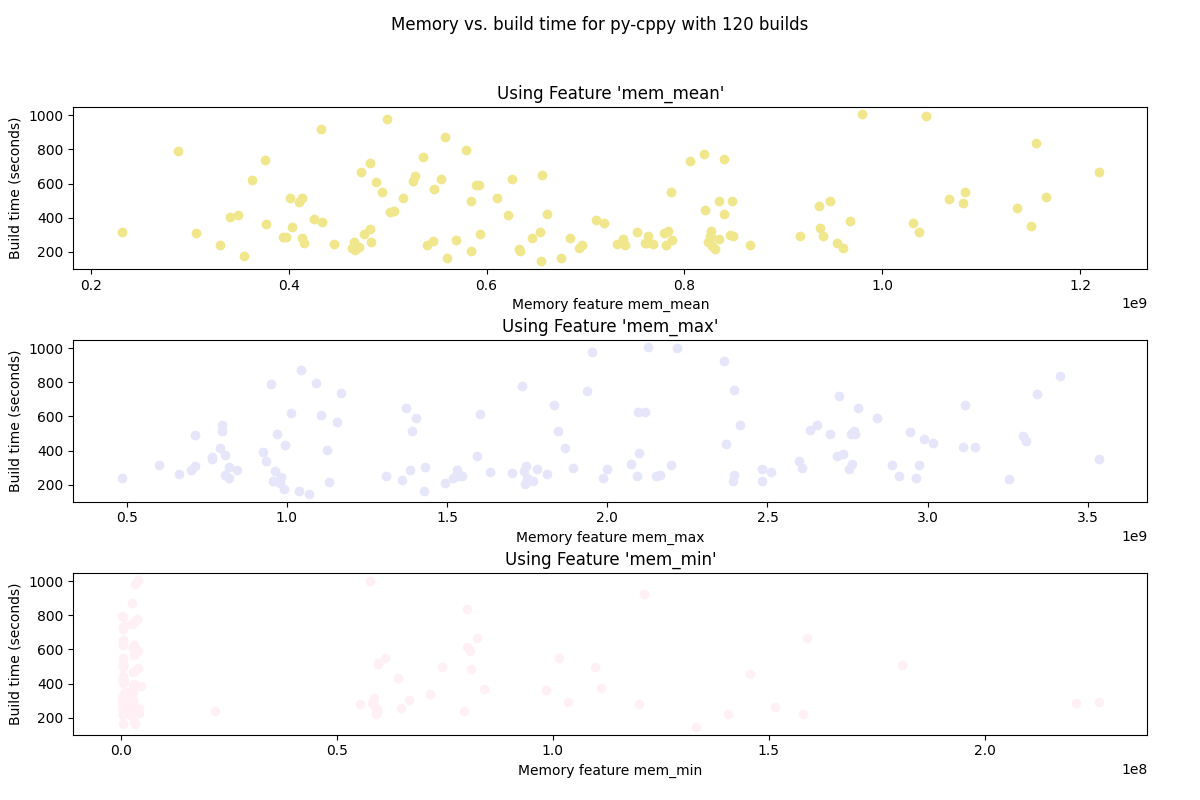 Memory vs. build time for py-cppy with 120 builds
Using Feature 'mem_mean'
Build time (seconds)
1000
800
600
400
200
0.2 0.4 0.6 0.8 1.0 1.2
1e9
Memory feature mem_mean
Using Feature 'mem_max'
Build time (seconds)
1000
800
600
400
200
0.5 1.0 1.5 2.0 2.5 3.0 3.5
1e9
Memory feature mem_max
Using Feature 'mem_min'
Build time (seconds)
1000
800
600
400
200
0.0 0.5 1.0 1.5 2.0
1e8
Memory feature mem_min